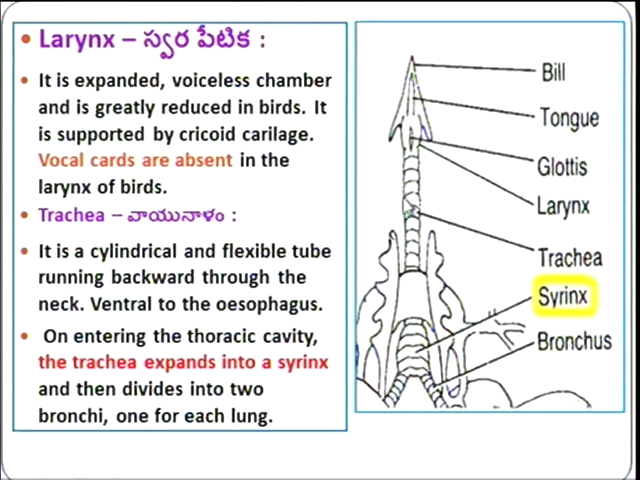 Larynx – స్వర పేటిక :
It is expanded, voiceless chamber
and is greatly reduced in birds. It
is supported by cricoid carilage.
Vocal cards are absent in the
larynx of birds.
Trachea – వాయునాళం :
It is a cylindrical and flexible tube
running backward through the
neck. Ventral to the oesophagus.
On entering the thoracic cavity,
the trachea expands into a syrinx
and then divides into two
bronchi, one for each lung.
Bill
Tongue
Glottis
Larynx
Trachea
Syrinx
Bronchus